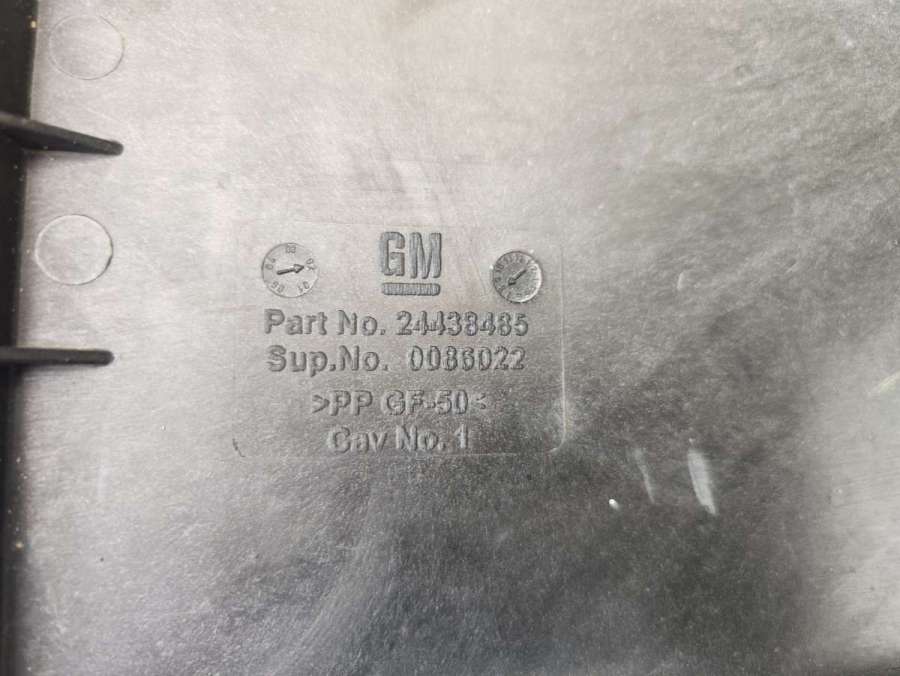 GM
Part No. 24438485
Sup.No. 0086022
>PP GF-50<
Cav No. 1